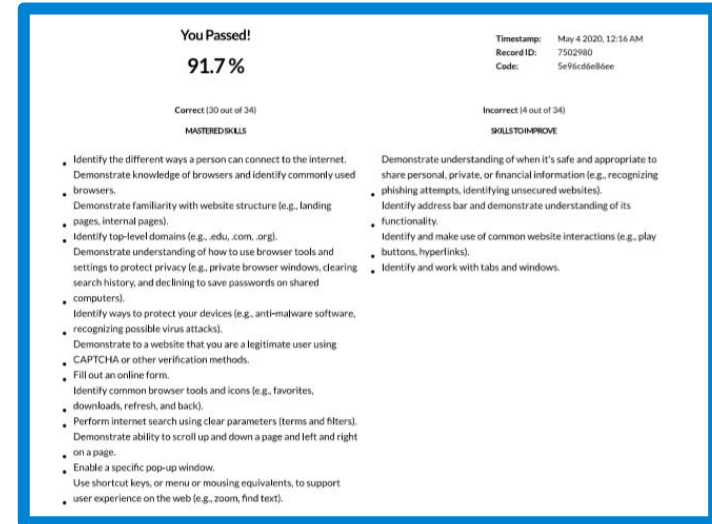 You Passed!
91.7%
Timestamp: May 4 2020, 12:16 AM
Record ID: 7502980
Code: 5e96cd6e86ee
Correct (30 out of 34)
MASTERED SKILLS
Identify the different ways a person can connect to the internet.
Demonstrate knowledge of browsers and identify commonly used
browsers.
Demonstrate familiarity with website structure (e.g., landing
pages, internal pages).
Identify top-level domains (e.g., .edu, .com, .org).
Demonstrate understanding of how to use browser tools and
settings to protect privacy (e.g., private browser windows, clearing
search history, and declining to save passwords on shared
computers).
Identify ways to protect your devices (e.g., anti-malware software,
recognizing possible virus attacks).
Demonstrate to a website that you are a legitimate user using
CAPTCHA or other verification methods.
Fill out an online form.
Identify common browser tools and icons (e.g., favorites,
downloads, refresh, and back).
Perform internet search using clear parameters (terms and filters).
Demonstrate ability to scroll up and down a page and left and right
on a page.
Enable a specific pop-up window.
Use shortcut keys, or menu or mousing equivalents, to support
user experience on the web (e.g., zoom, find text).
Incorrect (4 out of 34)
SKILLS TO IMPROVE
Demonstrate understanding of when it's safe and appropriate to
share personal, private, or financial information (e.g., recognizing
phishing attempts, identifying unsecured websites).
Identify address bar and demonstrate understanding of its
functionality.
Identify and make use of common website interactions (e.g., play
buttons, hyperlinks).
Identify and work with tabs and windows.